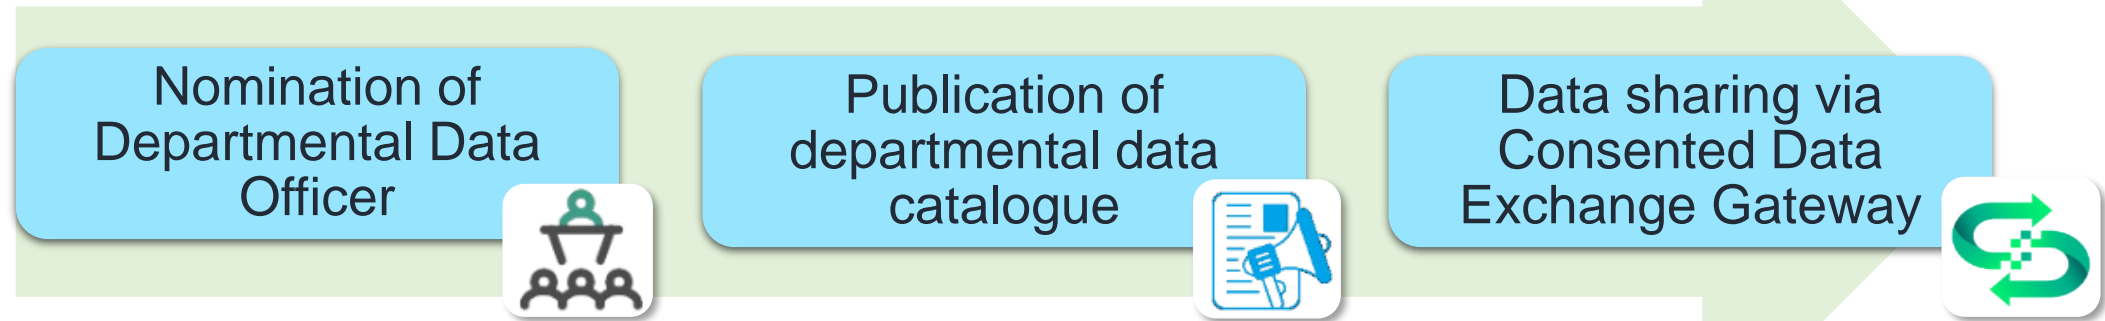 Nomination of
Departmental Data
Officer
Publication of
departmental data
catalogue
Data sharing via
Consented Data
Exchange Gateway